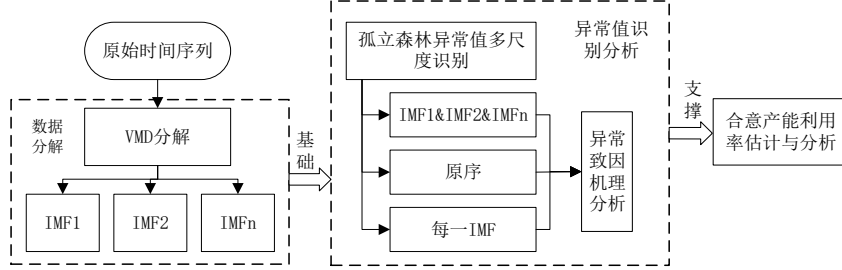 原始时间序列
数据
分解
VMD分解
IMF1
IMF2
IMFn
基
础
孤立森林异常值多尺
度识别
异常值识
别分析
IMF1&IMF2&IMFn
原序
每一IMF
异常
致因
机理
分析
支
撑
合意产能利用
率估计与分析